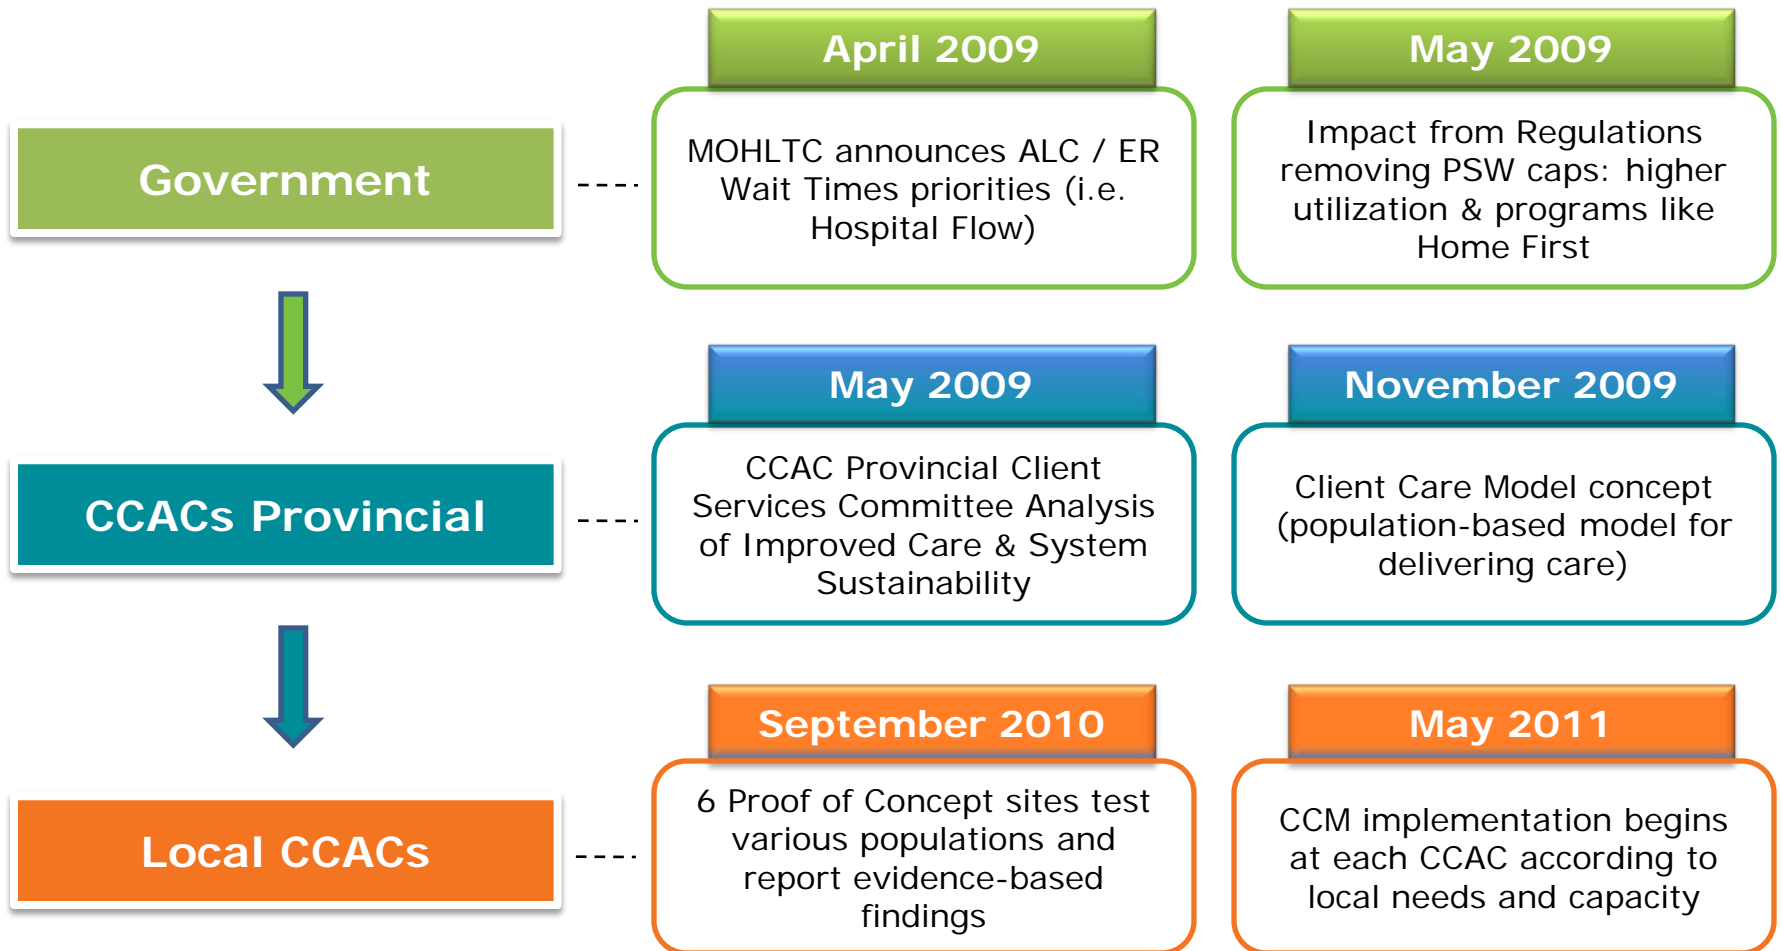 April 2009
May 2009
Government
MOHLTC announces ALC / ER
Wait Times priorities (i.e.
Hospital Flow)
Impact from Regulations
removing PSW caps: higher
utilization & programs like
Home First
May 2009
November 2009
CCACs Provincial
CCAC Provincial Client
Services Committee Analysis
of Improved Care & System
Sustainability
Client Care Model concept
(population-based model for
delivering care)
September 2010
May 2011
Local CCACs
6 Proof of Concept sites test
various populations and
report evidence-based
findings
CCM implementation begins
at each CCAC according to
local needs and capacity